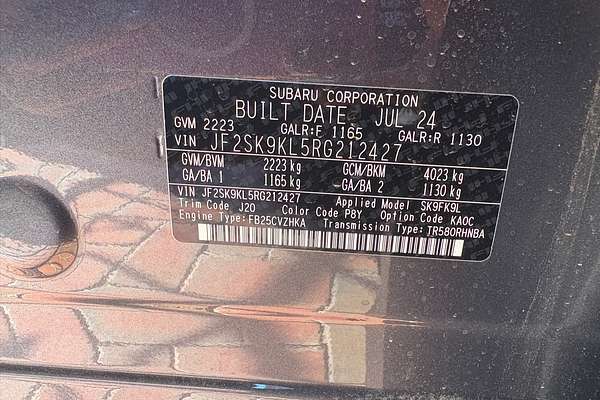 SUBARU CORPORATION
BUILT DATE JUL 24
GVM 2223 GALR:F 1165 GALR:R 1130
VIN JF2SK9KL5RG212427
GVM/BVM 2223 kg GCM/BKM 4023 kg
GA/BA 1 1165 kg GA/BA 2 1130 kg
VIN JF2SK9KL5RG212427 Applied Model SK9FK9L
Trim Code J20 Color Code P8Y Option Code KA0C
Engine Type:FB25CVZHKA Transmission Type:TR580RHNBA